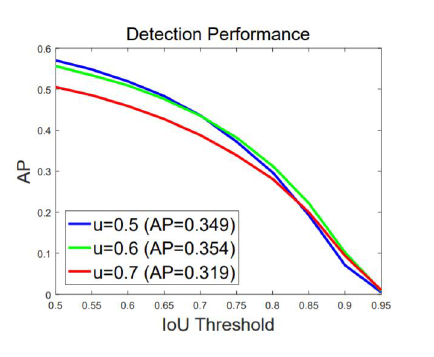 Detection Performance
0.6
0.5
0.4
0.3
0.2
0.1
0
AP
u=0.5 (AP=0.349)
u=0.6 (AP=0.354)
u=0.7 (AP=0.319)
0.5 0.55 0.6 0.65 0.7 0.75 0.8 0.85 0.9 0.95
IoU Threshold